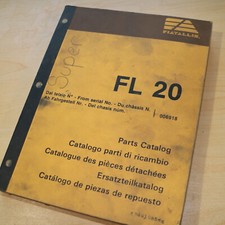 FIATALLIS
Super
FL 20
Dal telaio N° - From serial No. - Du châssis N.
Ab Fahrgestell Nr. - Del chasis núm.
Parts Catalog
Catalogo parti di ricambio
Catalogue des pièces détachées
Ersatzteilkatalog
Catálogo de piezas de repuesto